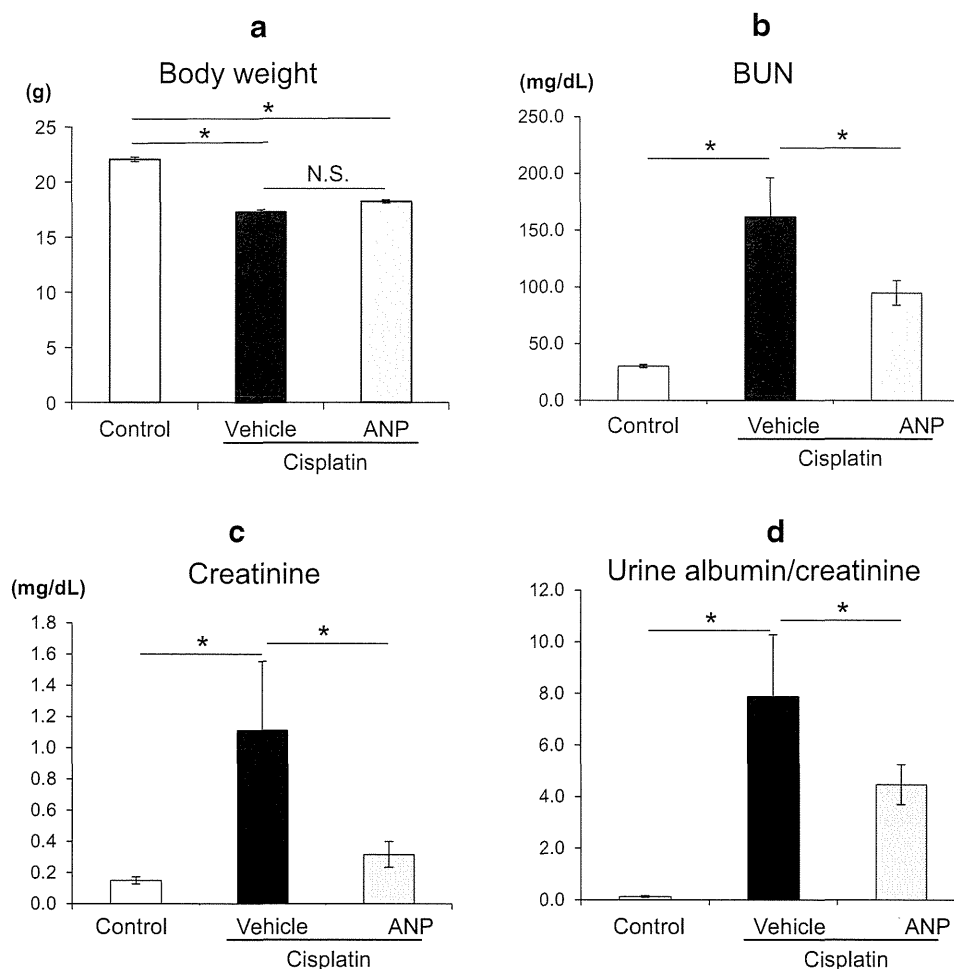 a
Body weight
(g)
*
*
N.S.
25
20
15
10
5
0
Control
Vehicle
ANP
Cisplatin
b
BUN
(mg/dL)
250.0
200.0
150.0
100.0
50.0
0.0
*
*
Control
Vehicle
ANP
Cisplatin
c
Creatinine
(mg/dL)
1.8
1.6
1.4
1.2
1.0
0.8
0.6
0.4
0.2
0.0
*
*
Control
Vehicle
ANP
Cisplatin
d
Urine albumin/creatinine
12.0
10.0
8.0
6.0
4.0
2.0
0.0
*
*
Control
Vehicle
ANP
Cisplatin